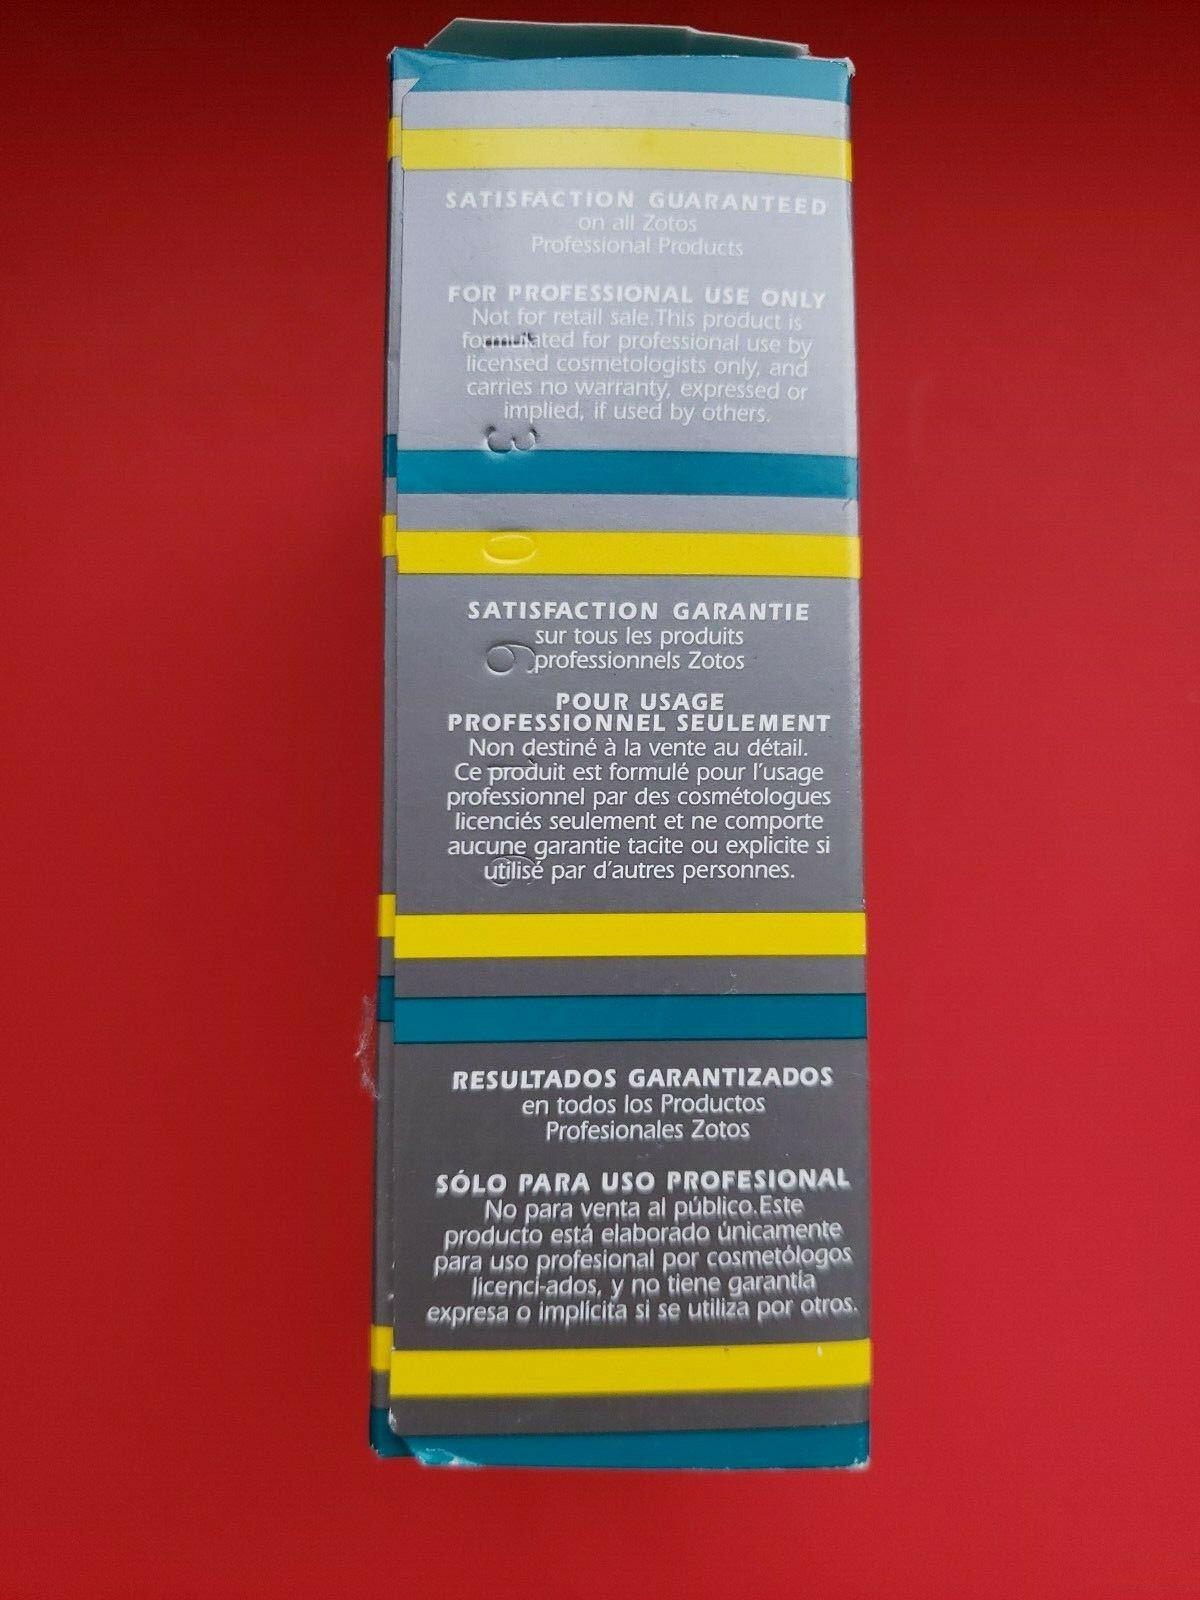 SATISFACTION GUARANTEED
on all Zotos
Professional Products
FOR PROFESSIONAL USE ONLY
Not for retail sale.This product is
formulated for professional use by
licensed cosmetologists only, and
carries no warranty, expressed or
implied, if used by others.
SATISFACTION GARANTIE
sur tous les produits
professionnels Zotos
POUR USAGE
PROFESSIONNEL SEULEMENT
Non destiné à la vente au détail.
Ce produit est formulé pour l'usage
professionnel par des cosmétologues
licenciés seulement et ne comporte
aucune garantie tacite ou explicite si
utilisé par d'autres personnes.
RESULTADOS GARANTIZADOS
en todos los Productos
Profesionales Zotos
SÓLO PARA USO PROFESIONAL
No para venta al público.Este
producto está elaborado únicamente
para uso profesional por cosmetólogos
licenci-ados, y no tiene garantía
expresa o implícita si se utiliza por otros.